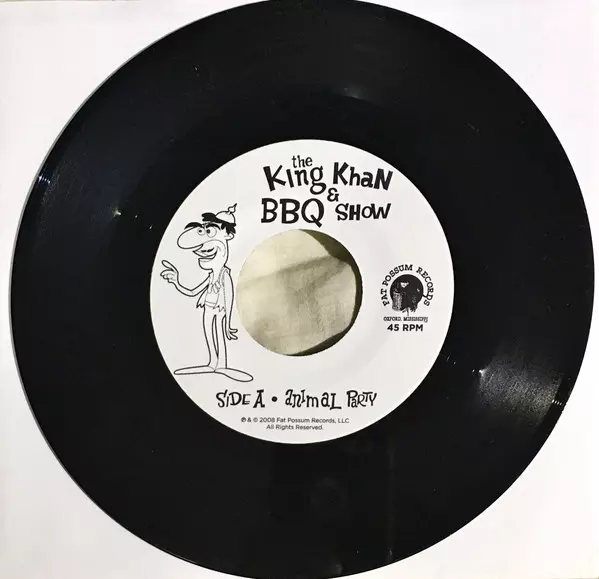 the
King Khan
&
BBQ SHOW
FAT POSSUM RECORDS
OXFORD, MISSISSIPPI
45 RPM
SIDE A • animal PaRTY
℗ & © 2008 Fat Possum Records, LLC
All Rights Reserved.